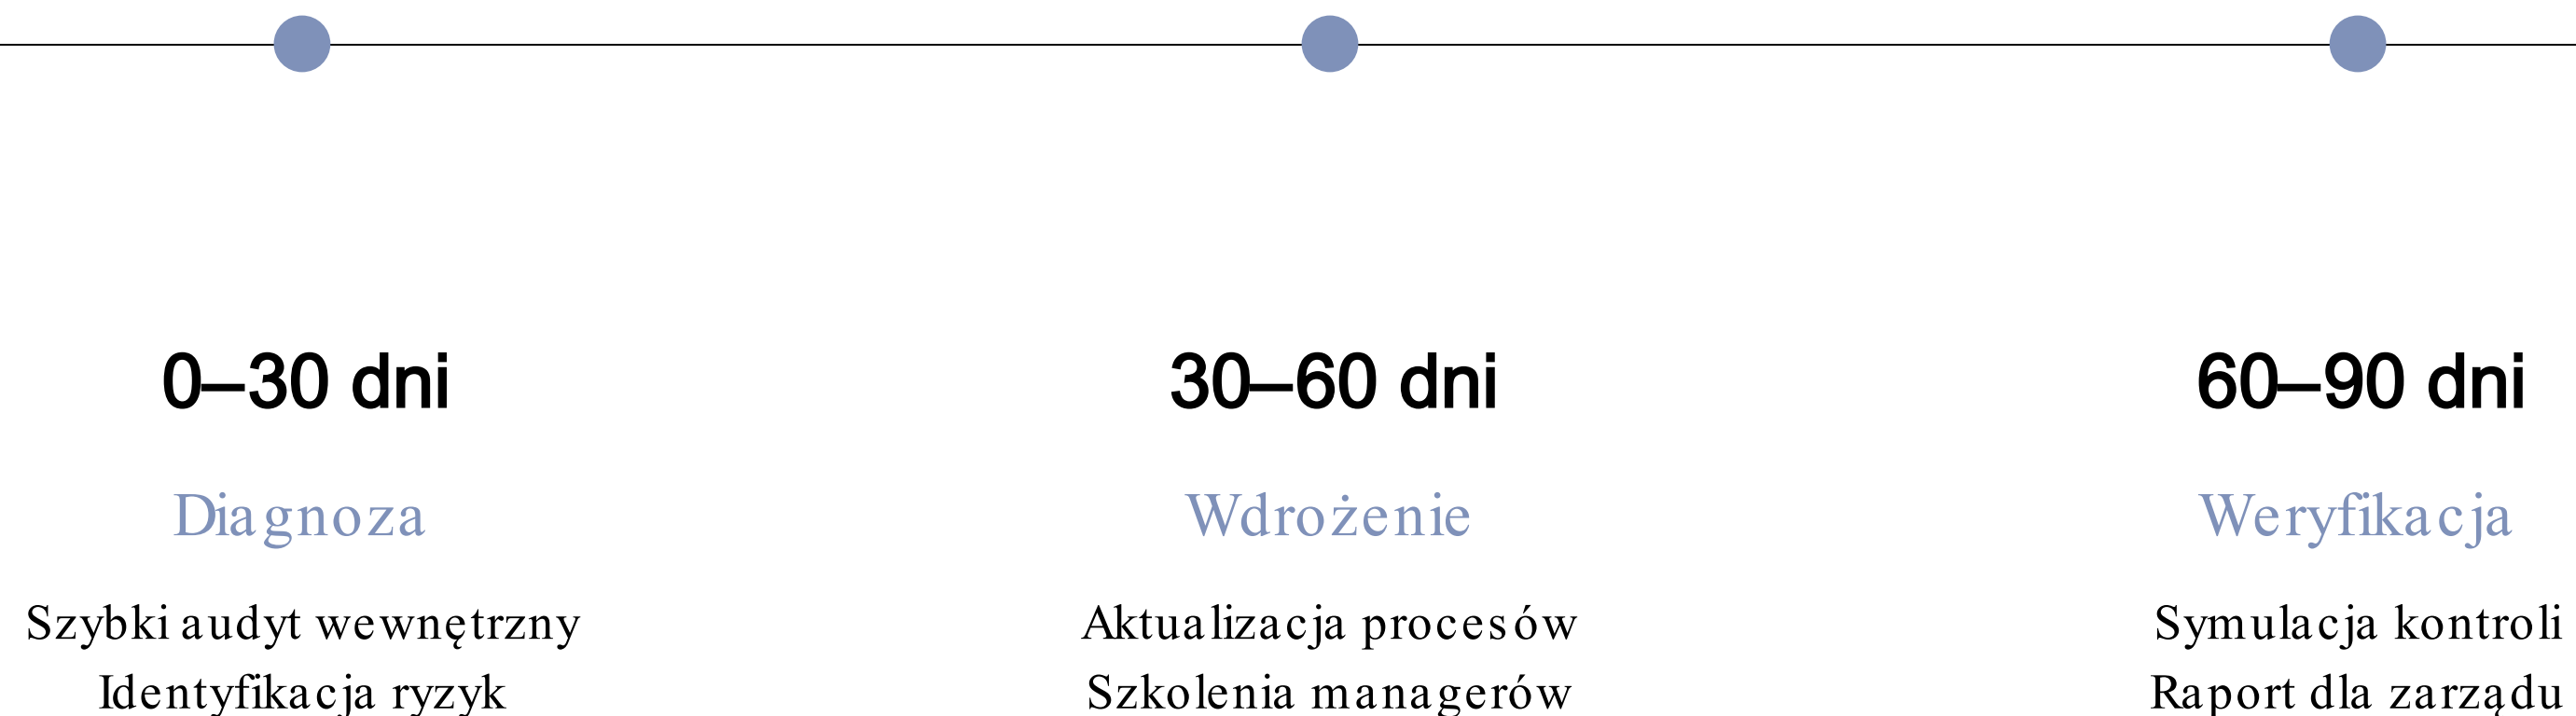 0–30 dni
Diagnoza
Szybki audyt wewnętrzny
Identyfikacja ryzyk
30–60 dni
Wdrożenie
Aktualizacja procesów
Szkolenia managerów
60–90 dni
Weryfikacja
Symulacja kontroli
Raport dla zarządu